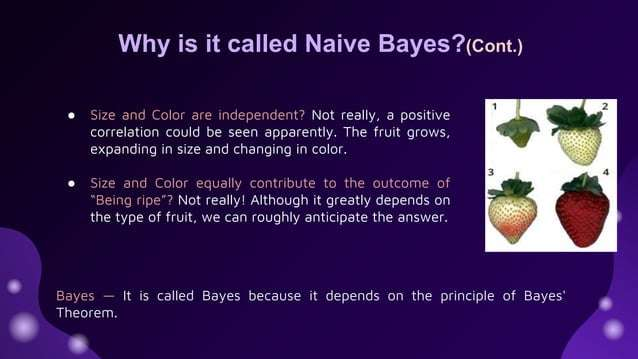 Why is it called Naive Bayes?(Cont.)
● Size and Color are independent? Not really, a positive
correlation could be seen apparently. The fruit grows,
expanding in size and changing in color.
● Size and Color equally contribute to the outcome of
“Being ripe”? Not really! Although it greatly depends on
the type of fruit, we can roughly anticipate the answer.
1 2
3 4
Bayes — It is called Bayes because it depends on the principle of Bayes'
Theorem.